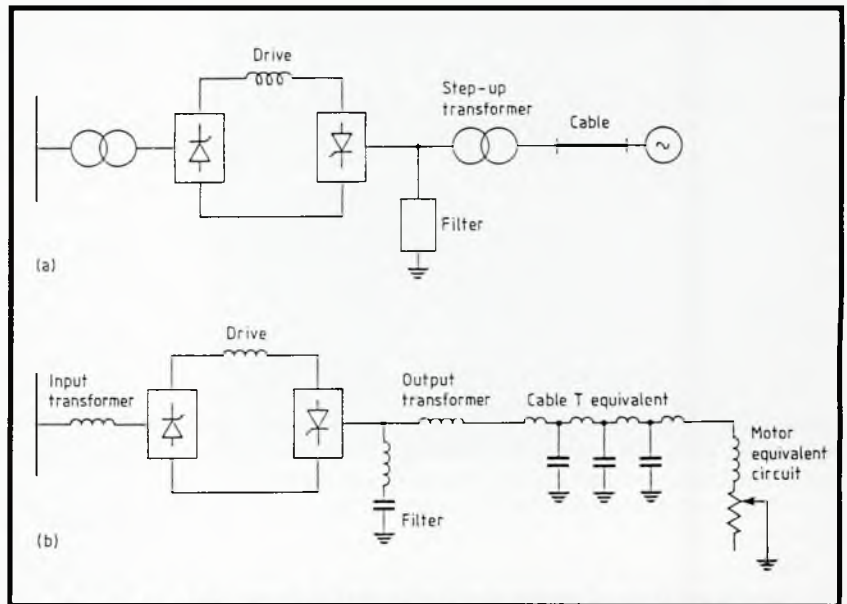 Drive
Step-up
transformer
Cable
~
Filter
(a)
Drive
Input
transformer
Output
transformer
Cable T equivalent
Motor
equivalent
circuit
Filter
(b)